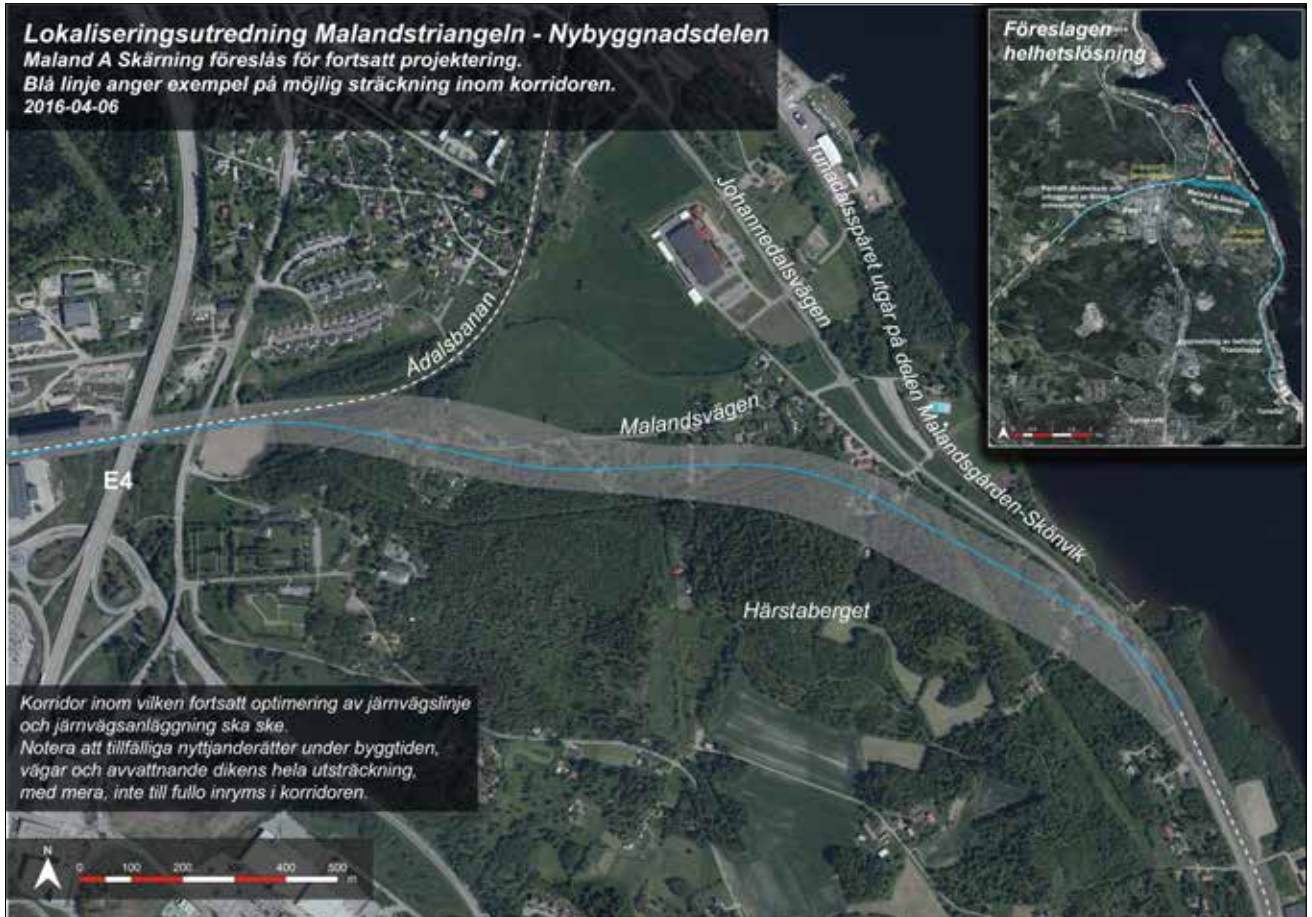 Lokaliseringsutredning Malandstriangeln - Nybyggnadsdelen
Maland A Skärning föreslås för fortsatt projektering.
Blå linje anger exempel på möjlig sträckning inom korridoren.
2016-04-06
Föreslagen
helhetslösning
Maland A Skärning
Johannedalsvägen
Tunadalsspåret utgår på delen Malandsgården-Skönvik
Ådalsbanan
Malandsvägen
E4
Härstaberget
Korridor inom vilken fortsatt optimering av järnvägslinje
och järnvägsanläggning ska ske.
Notera att tillfälliga nyttjanderätter under byggtiden,
vägar och avvattnande dikens hela utsträckning,
med mera, inte till fullo inryms i korridoren.
N
0 100 200 400 500
m